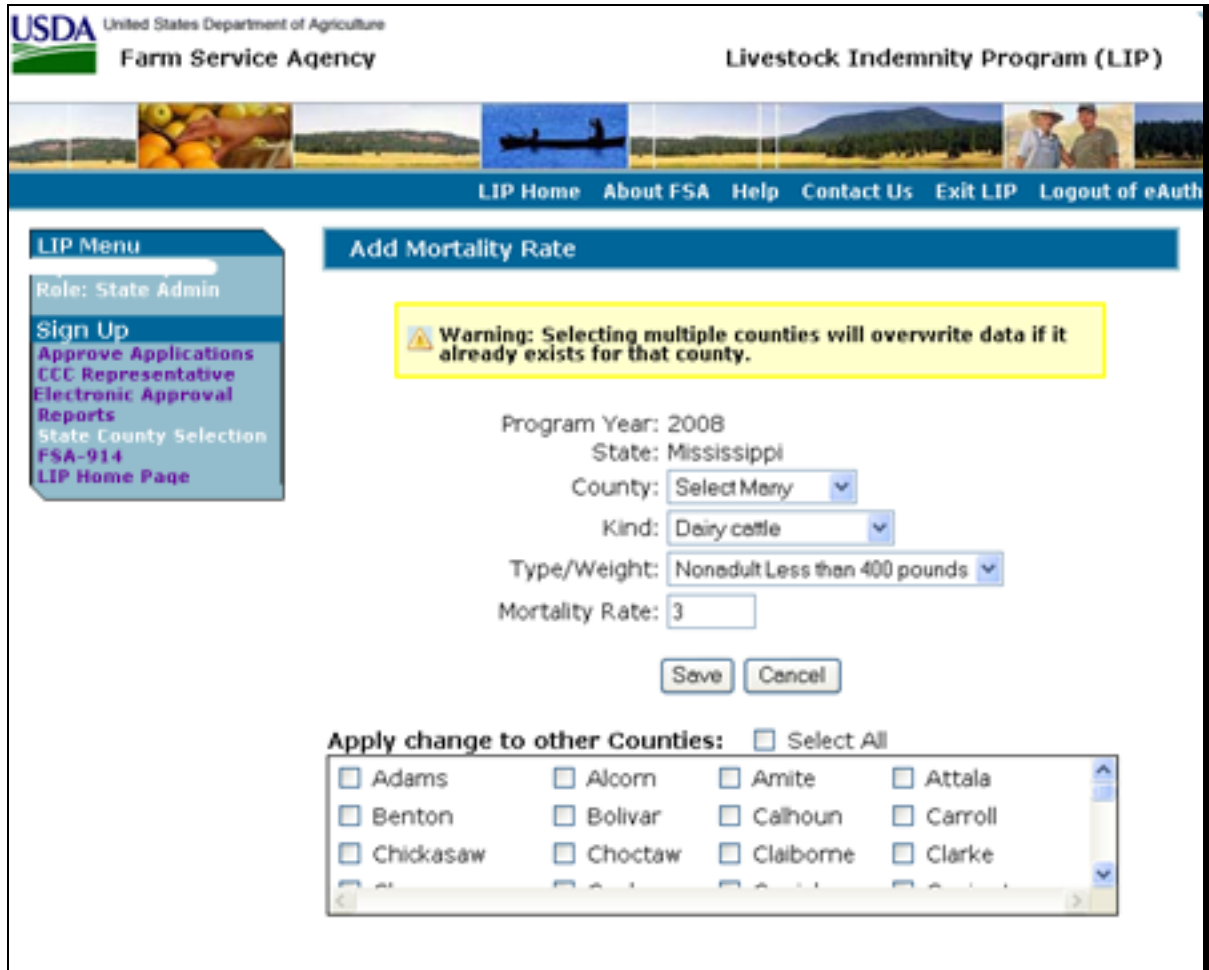 USDA United States Department of Agriculture
Farm Service Agency
Livestock Indemnity Program (LIP)
LIP Home About FSA Help Contact Us Exit LIP Logout of eAuth
LIP Menu
Role: State Admin
Sign Up
Approve Applications
CCC Representative
Electronic Approval
Reports
State County Selection
FSA-914
LIP Home Page
Add Mortality Rate
Warning: Selecting multiple counties will overwrite data if it
already exists for that county.
Program Year: 2008
State: Mississippi
County: Select Many
Kind: Dairy cattle
Type/Weight: Nonadult Less than 400 pounds
Mortality Rate: 3
Save Cancel
Apply change to other Counties: Select All
Adams Alcorn Amite Attala
Benton Bolivar Calhoun Carroll
Chickasaw Choctaw Claiborne Clarke